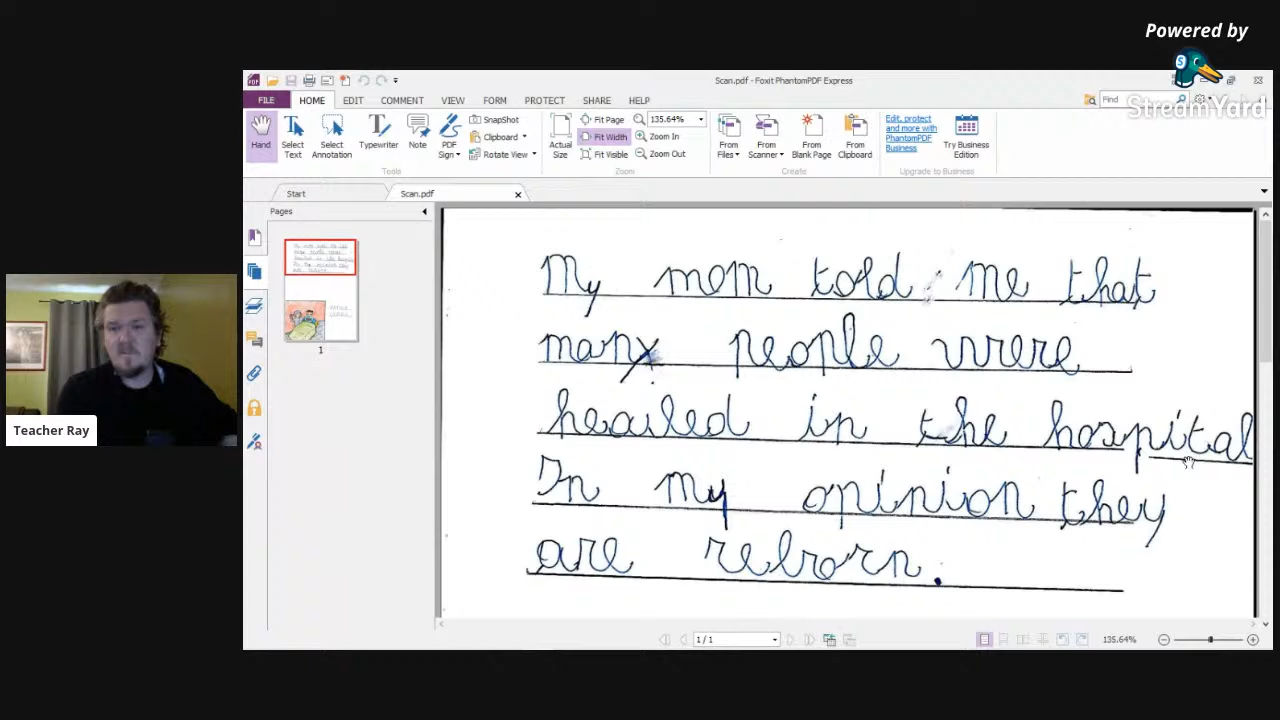 Powered by
StreamYard
Scan.pdf - Foxit PhantomPDF Express
FILE HOME EDIT COMMENT VIEW FORM PROTECT SHARE HELP
Find
Hand
Select Text
Select Annotation
Typewriter
Note
PDF Sign
SnapShot
Clipboard
Rotate View
Tools
Actual Size
Fit Page
Fit Width
Fit Visible
135.64%
Zoom In
Zoom Out
Zoom
From Files
From Scanner
From Blank Page
From Clipboard
Create
Edit, protect
and more with
PhantomPDF
Business
Try Business Edition
Upgrade to Business
Start Scan.pdf
Pages
1
My mom told me that
many people were
heailed in the hospital
In my opinion they
are reborn.
Teacher Ray
1 / 1
135.64%